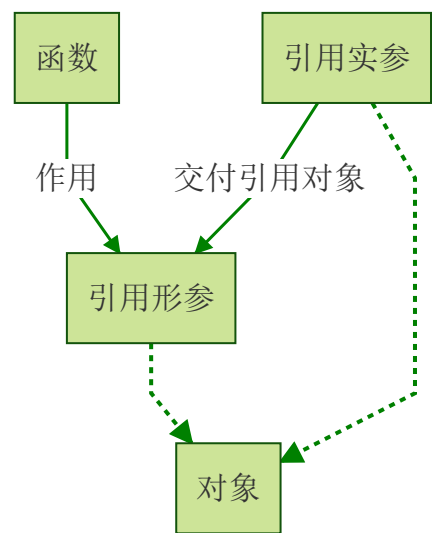 函数
引用实参
作用
交付引用对象
引用形参
对象